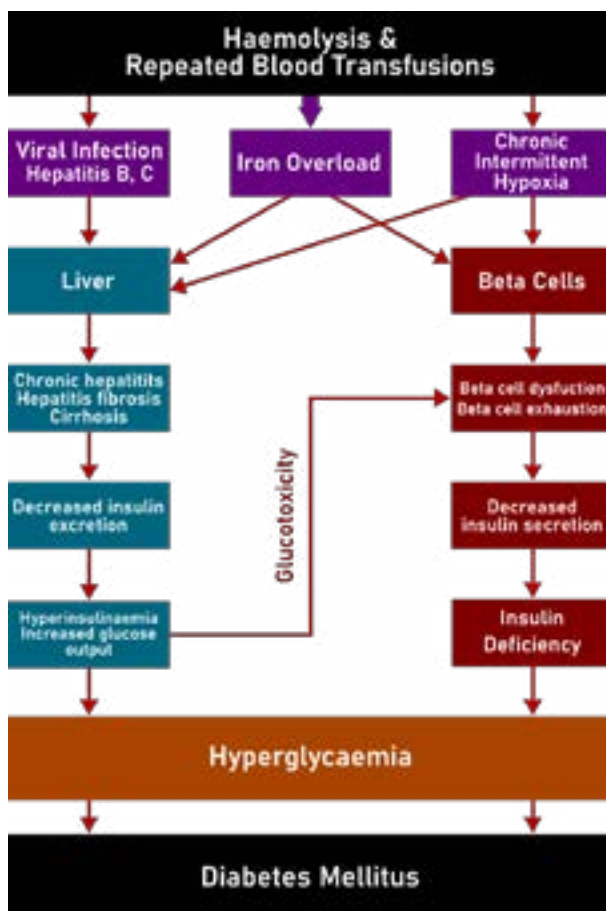 Haemolysis &
Repeated Blood Transfusions
Viral Infection
Hepatitis B, C
Iron Overload
Chronic
Intermittent
Hypoxia
Liver
Beta Cells
Chronic hepatitits
Hepatitis fibrosis
Cirrhosis
Beta cell dysfuction
Beta cell exhaustion
Glucotoxicity
Decreased insulin
excretion
Decreased
insulin secretion
Hyperinsulinaemia
Increased glucose
output
Insulin
Deficiency
Hyperglycaemia
Diabetes Mellitus